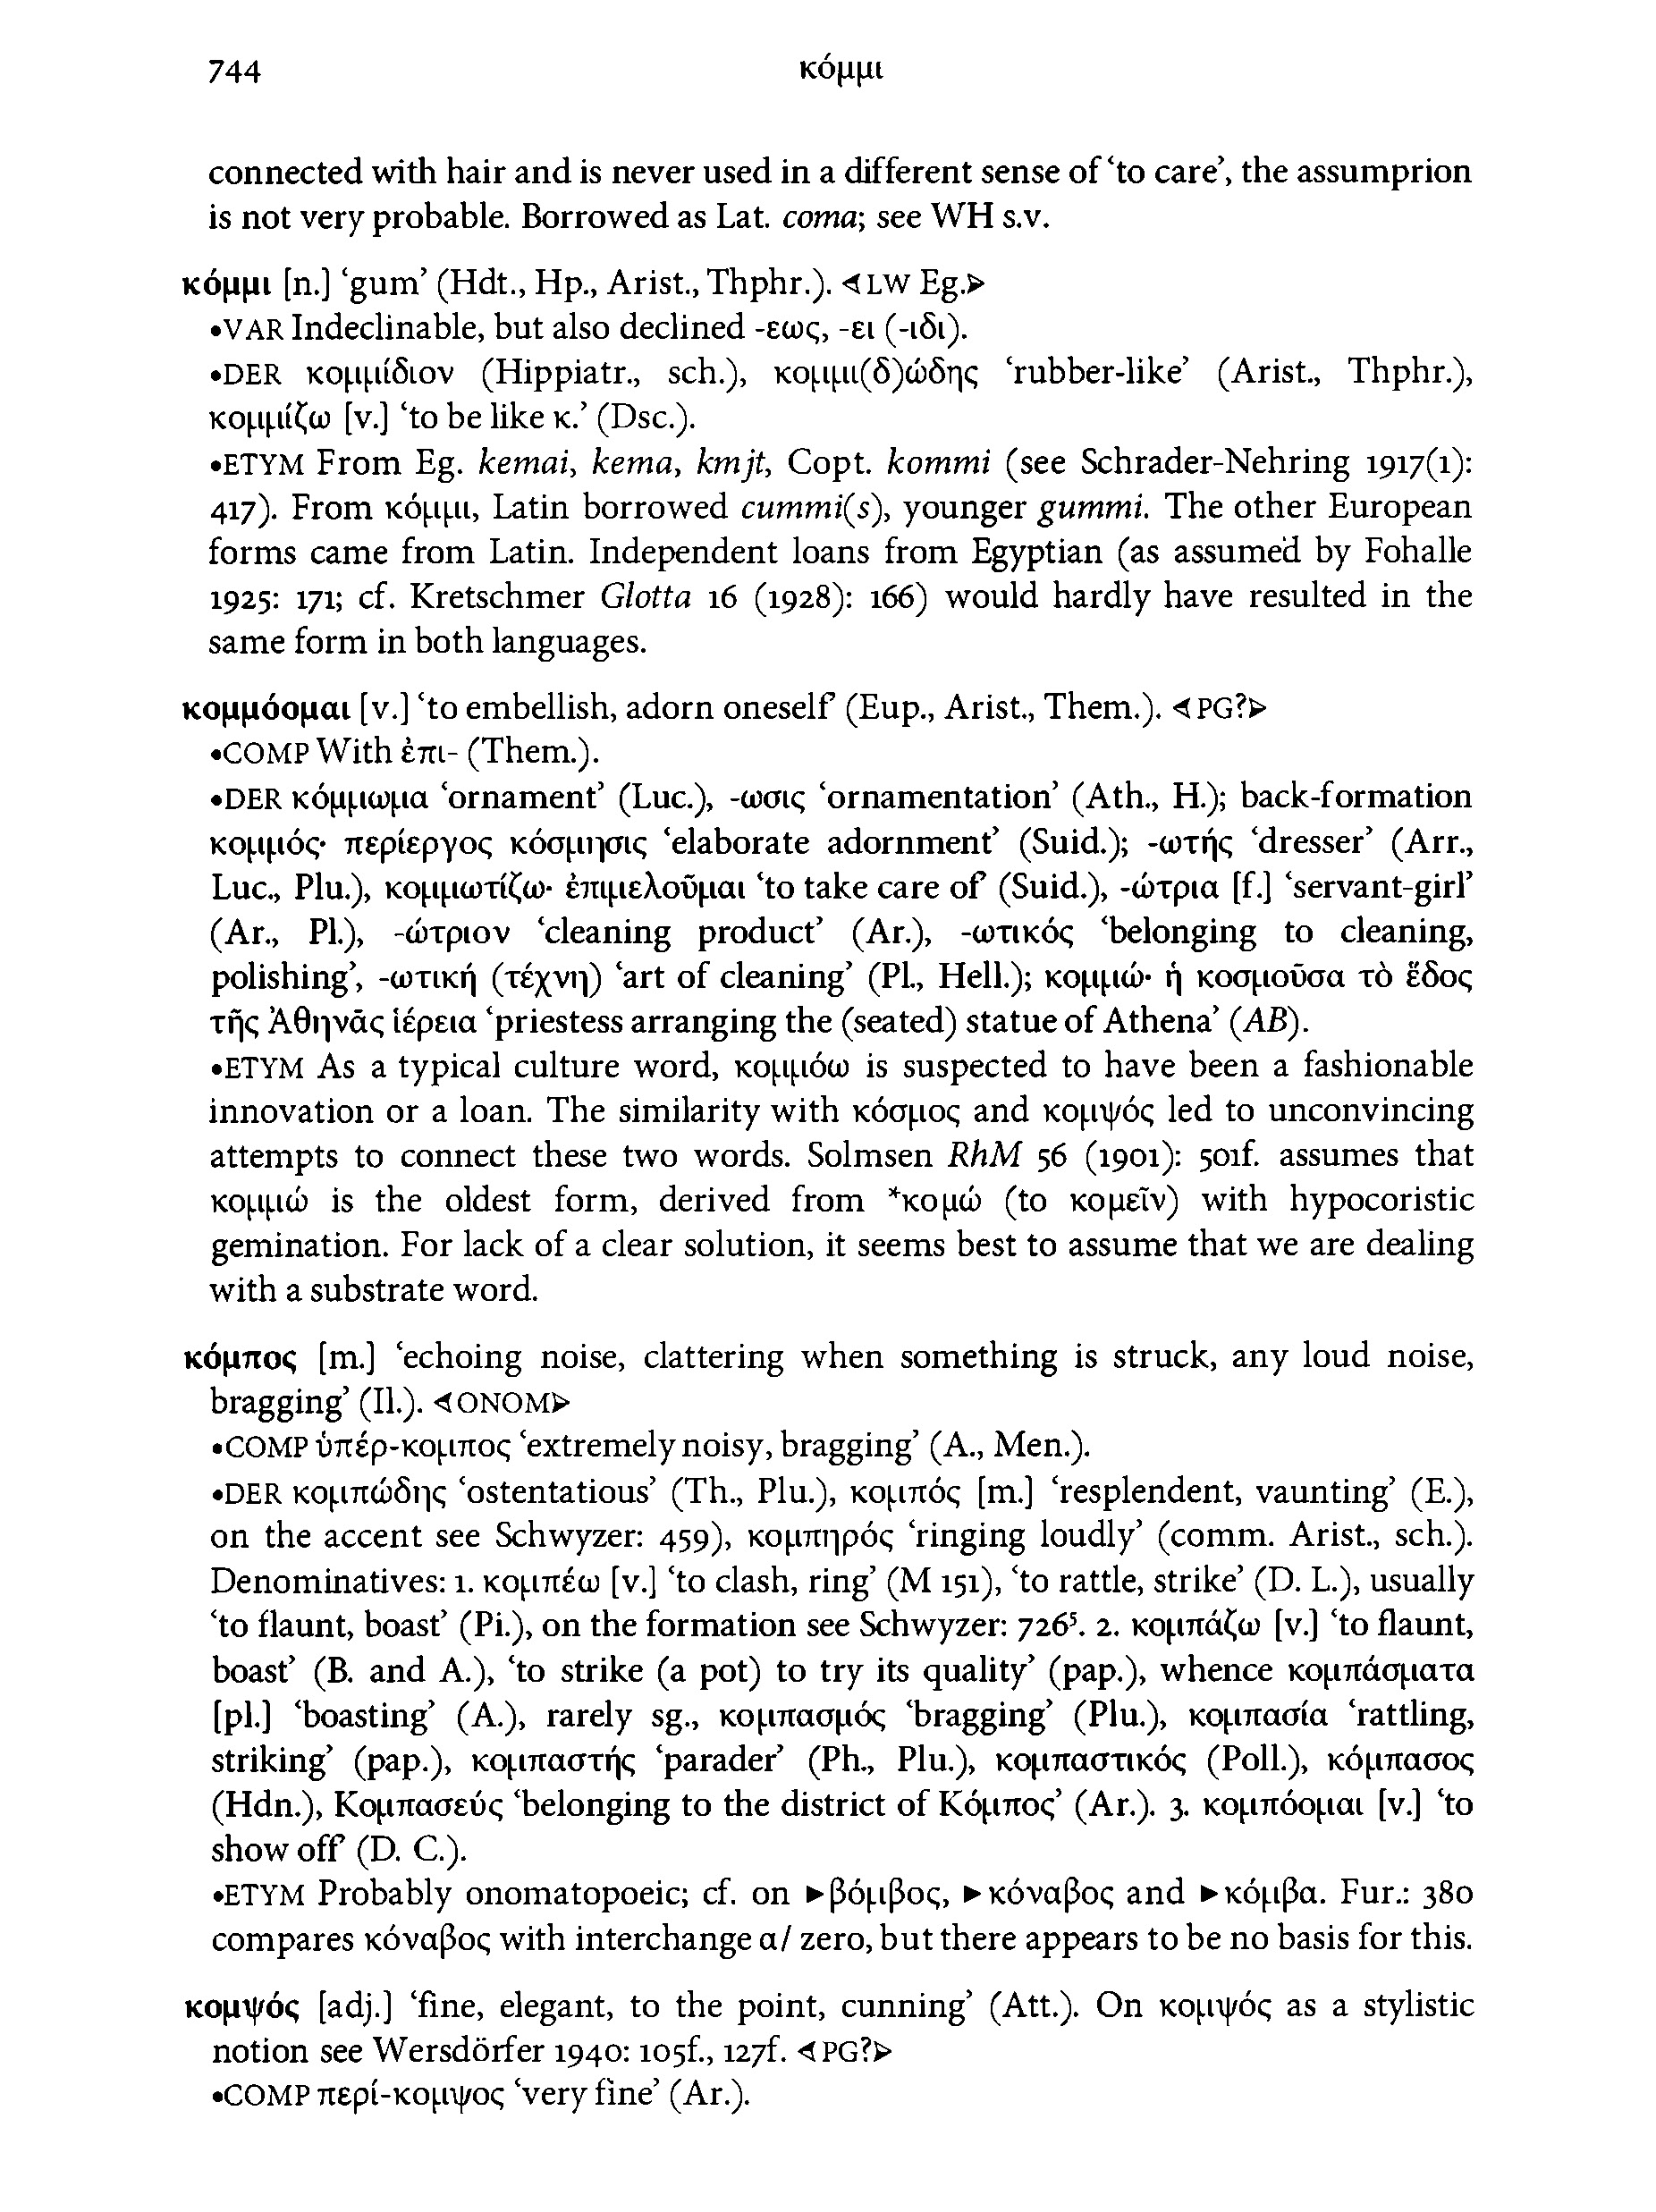 744 κόμμι
connected with hair and is never used in a different sense of ‘to care’, the assumprion
is not very probable. Borrowed as Lat. coma; see WH s.v.
κόμμι [n.] ‘gum’ (Hdt., Hp., Arist., Thphr.). ◁LW Eg.▷
•VAR Indeclinable, but also declined -εως, -ει (-ιδι).
•DER κομμίδιον (Hippiatr., sch.), κομμι(δ)ώδης ‘rubber-like’ (Arist., Thphr.),
κομμίζω [v.] ‘to be like κ.’ (Dsc.).
•ETYM From Eg. kemai, kema, kmjt, Copt. kommi (see Schrader-Nehring 1917(1):
417). From κόμμι, Latin borrowed cummi(s), younger gummi. The other European
forms came from Latin. Independent loans from Egyptian (as assumed by Fohalle
1925: 171; cf. Kretschmer Glotta 16 (1928): 166) would hardly have resulted in the
same form in both languages.
κομμόομαι [v.] ‘to embellish, adorn oneself’ (Eup., Arist., Them.). ◁PG?▷
•COMP With ἐπι- (Them.).
•DER κόμμωμα ‘ornament’ (Luc.), -ωσις ‘ornamentation’ (Ath., H.); back-formation
κομμός· περίεργος κόσμησις ‘elaborate adornment’ (Suid.); -ωτής ‘dresser’ (Arr.,
Luc., Plu.), κομμωτίζω· ἐπιμελοῦμαι ‘to take care of’ (Suid.), -ώτρια [f.] ‘servant-girl’
(Ar., Pl.), -ώτριον ‘cleaning product’ (Ar.), -ωτικός ‘belonging to cleaning,
polishing’, -ωτική (τέχνη) ‘art of cleaning’ (Pl., Hell.); κομμώ· ἡ κοσμοῦσα τὸ ἕδος
τῆς Ἀθηνᾶς ἱέρεια ‘priestess arranging the (seated) statue of Athena’ (AB).
•ETYM As a typical culture word, κομμόω is suspected to have been a fashionable
innovation or a loan. The similarity with κόσμος and κομψός led to unconvincing
attempts to connect these two words. Solmsen RhM 56 (1901): 501f. assumes that
κομμώ is the oldest form, derived from *κομώ (to κομεῖν) with hypocoristic
gemination. For lack of a clear solution, it seems best to assume that we are dealing
with a substrate word.
κόμπος [m.] ‘echoing noise, clattering when something is struck, any loud noise,
bragging’ (Il.). ◁ONOM▷
•COMP ὑπέρ-κομπος ‘extremely noisy, bragging’ (A., Men.).
•DER κομπώδης ‘ostentatious’ (Th., Plu.), κομπός [m.] ‘resplendent, vaunting’ (E.),
on the accent see Schwyzer: 459), κομπηρός ‘ringing loudly’ (comm. Arist., sch.).
Denominatives: 1. κομπέω [v.] ‘to clash, ring’ (M 151), ‘to rattle, strike’ (D. L.), usually
‘to flaunt, boast’ (Pi.), on the formation see Schwyzer: 726⁵. 2. κομπάζω [v.] ‘to flaunt,
boast’ (B. and A.), ‘to strike (a pot) to try its quality’ (pap.), whence κομπάσματα
[pl.] ‘boasting’ (A.), rarely sg., κομπασμός ‘bragging’ (Plu.), κομπασία ‘rattling,
striking’ (pap.), κομπαστής ‘parader’ (Ph., Plu.), κομπαστικός (Poll.), κόμπασος
(Hdn.), Κομπασεύς ‘belonging to the district of Κόμπος’ (Ar.). 3. κομπόομαι [v.] ‘to
show off’ (D. C.).
•ETYM Probably onomatopoeic; cf. on ►βόμβος, ►κόναβος and ►κόμβα. Fur.: 380
compares κόναβος with interchange α/ zero, but there appears to be no basis for this.
κομψός [adj.] ‘fine, elegant, to the point, cunning’ (Att.). On κομψός as a stylistic
notion see Wersdörfer 1940: 105f., 127f. ◁PG?▷
•COMP περί-κομψος ‘very fine’ (Ar.).